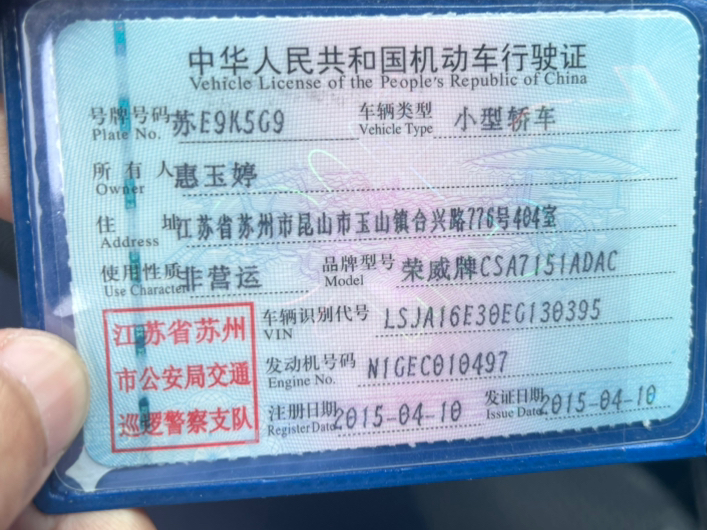 中华人民共和国机动车行驶证
Vehicle License of the People's Republic of China
号牌号码 苏E9K5G9 车辆类型 小型轿车
Plate No. Vehicle Type
所有人 惠玉婷
Owner
住址 江苏省苏州市昆山市玉山镇合兴路776号404室
Address
使用性质 非营运 品牌型号 荣威牌CSA7151ADAC
Use Character Model
车辆识别代号 LSJA16E30EG130395
VIN
发动机号码 N1GEC010497
Engine No.
注册日期 2015-04-10 发证日期 2015-04-10
Register Date Issue Date
江苏省苏州
市公安局交通
巡逻警察支队